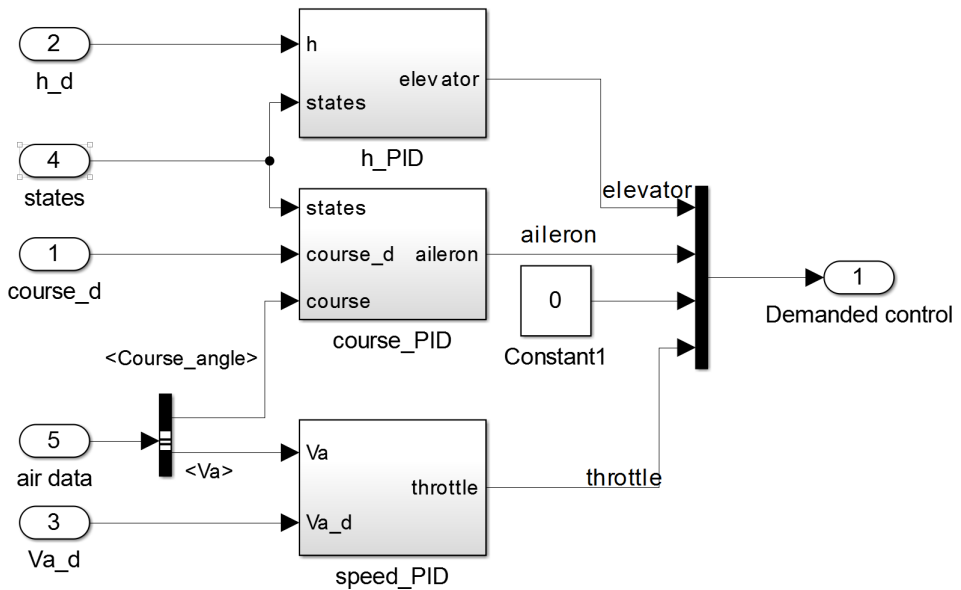 2
h_d
h
states
elevator
h_PID
4
states
states
course_d
course
aileron
course_PID
1
course_d
elevator
aileron
0
Constant1
1
Demanded control
<Course_angle>
5
air data
<Va>
Va
Va_d
throttle
speed_PID
throttle
3
Va_d